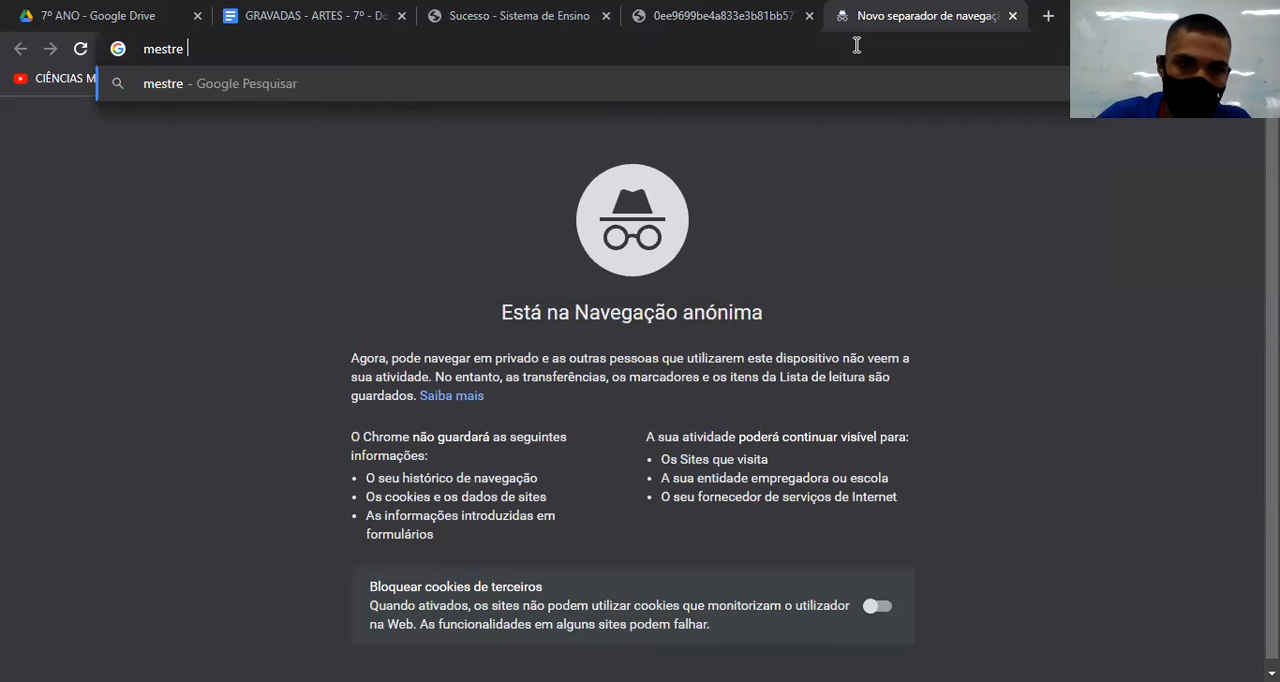 7º ANO - Google Drive
GRAVADAS - ARTES - 7º - Do
Sucesso - Sistema de Ensino
0ee9699be4a833e3b81bb57
Novo separador de navegaç
mestre
CIÊNCIAS M
mestre - Google Pesquisar
Está na Navegação anónima
Agora, pode navegar em privado e as outras pessoas que utilizarem este dispositivo não veem a
sua atividade. No entanto, as transferências, os marcadores e os itens da Lista de leitura são
guardados. Saiba mais
O Chrome não guardará as seguintes
informações:
• O seu histórico de navegação
• Os cookies e os dados de sites
• As informações introduzidas em
formulários
A sua atividade poderá continuar visível para:
• Os Sites que visita
• A sua entidade empregadora ou escola
• O seu fornecedor de serviços de Internet
Bloquear cookies de terceiros
Quando ativados, os sites não podem utilizar cookies que monitorizam o utilizador
na Web. As funcionalidades em alguns sites podem falhar.